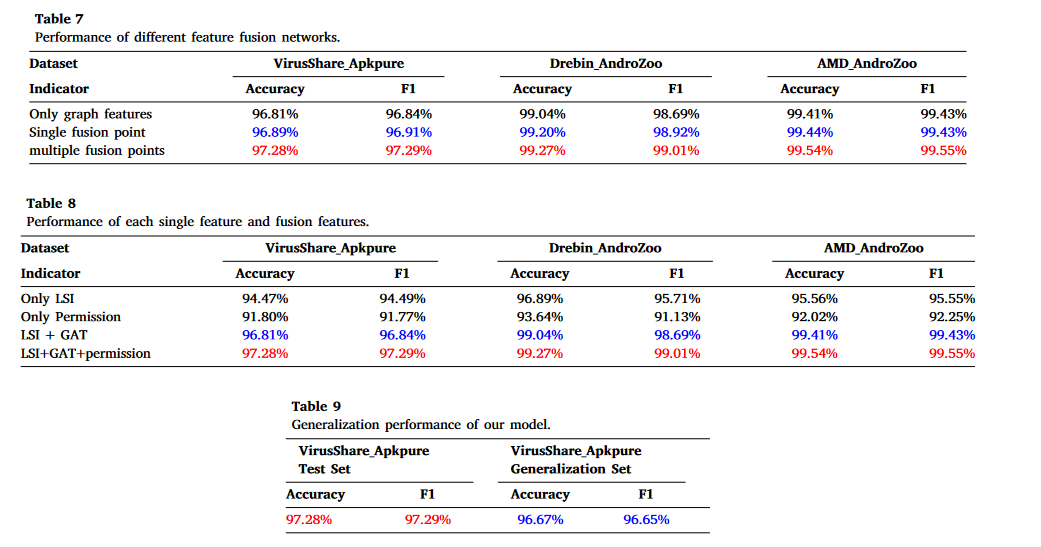 Table 7
Performance of different feature fusion networks.
Dataset VirusShare_Apkpure Drebin_AndroZoo AMD_AndroZoo
Indicator Accuracy F1 Accuracy F1 Accuracy F1
Only graph features 96.81% 96.84% 99.04% 98.69% 99.41% 99.43%
Single fusion point 96.89% 96.91% 99.20% 98.92% 99.44% 99.43%
multiple fusion points 97.28% 97.29% 99.27% 99.01% 99.54% 99.55%
Table 8
Performance of each single feature and fusion features.
Dataset VirusShare_Apkpure Drebin_AndroZoo AMD_AndroZoo
Indicator Accuracy F1 Accuracy F1 Accuracy F1
Only LSI 94.47% 94.49% 96.89% 95.71% 95.56% 95.55%
Only Permission 91.80% 91.77% 93.64% 91.13% 92.02% 92.25%
LSI + GAT 96.81% 96.84% 99.04% 98.69% 99.41% 99.43%
LSI+GAT+permission 97.28% 97.29% 99.27% 99.01% 99.54% 99.55%
Table 9
Generalization performance of our model.
VirusShare_Apkpure VirusShare_Apkpure
Test Set Generalization Set
Accuracy F1 Accuracy F1
97.28% 97.29% 96.67% 96.65%